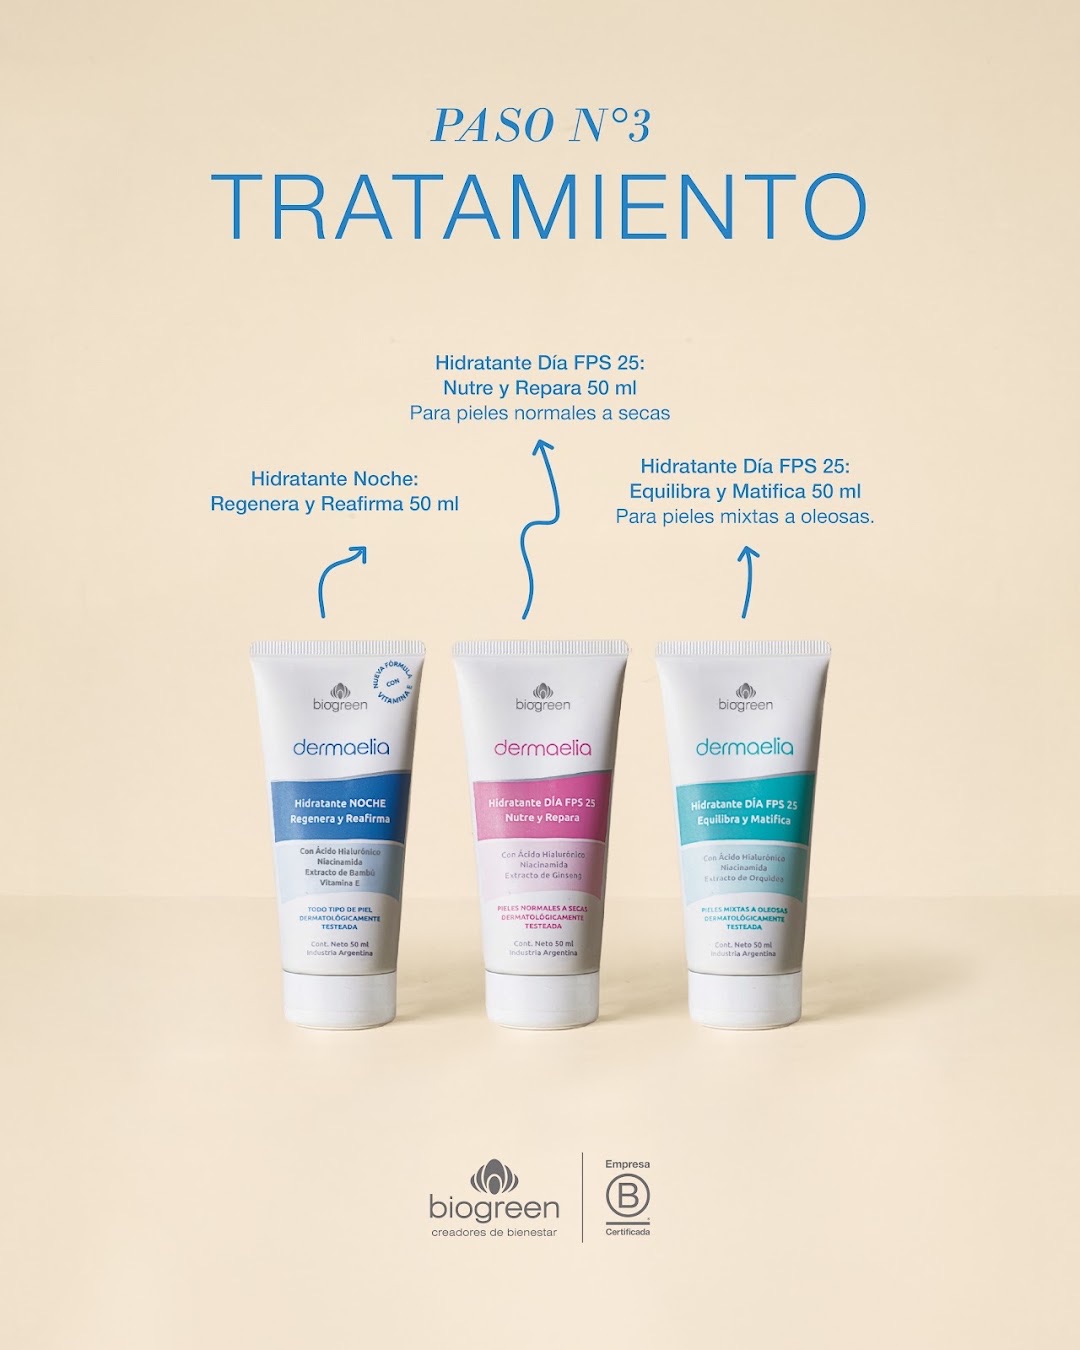 PASO N°3
TRATAMIENTO
Hidratante Día FPS 25:
Nutre y Repara 50 ml
Para pieles normales a secas
Hidratante Noche:
Regenera y Reafirma 50 ml
Hidratante Día FPS 25:
Equilibra y Matifica 50 ml
Para pieles mixtas a oleosas.
NUEVA FÓRMULA
CON
VITAMINA E
biogreen
dermaelia
Hidratante NOCHE
Regenera y Reafirma
Con Ácido Hialurónico
Niacinamida
Extracto de Bambú
Vitamina E
TODO TIPO DE PIEL
DERMATOLÓGICAMENTE
TESTEADA
Cont. Neto 50 ml
Industria Argentina
biogreen
dermaelia
Hidratante DÍA FPS 25
Nutre y Repara
Con Ácido Hialurónico
Niacinamida
Extracto de Ginseng
PIELES NORMALES A SECAS
DERMATOLÓGICAMENTE
TESTEADA
Cont. Neto 50 ml
Industria Argentina
biogreen
dermaelia
Hidratante DÍA FPS 25
Equilibra y Matifica
Con Ácido Hialurónico
Niacinamida
Extracto de Orquídea
PIELES MIXTAS A OLEOSAS
DERMATOLÓGICAMENTE
TESTEADA
Cont. Neto 50 ml
Industria Argentina
biogreen
creadores de bienestar
Empresa
B
Certificada